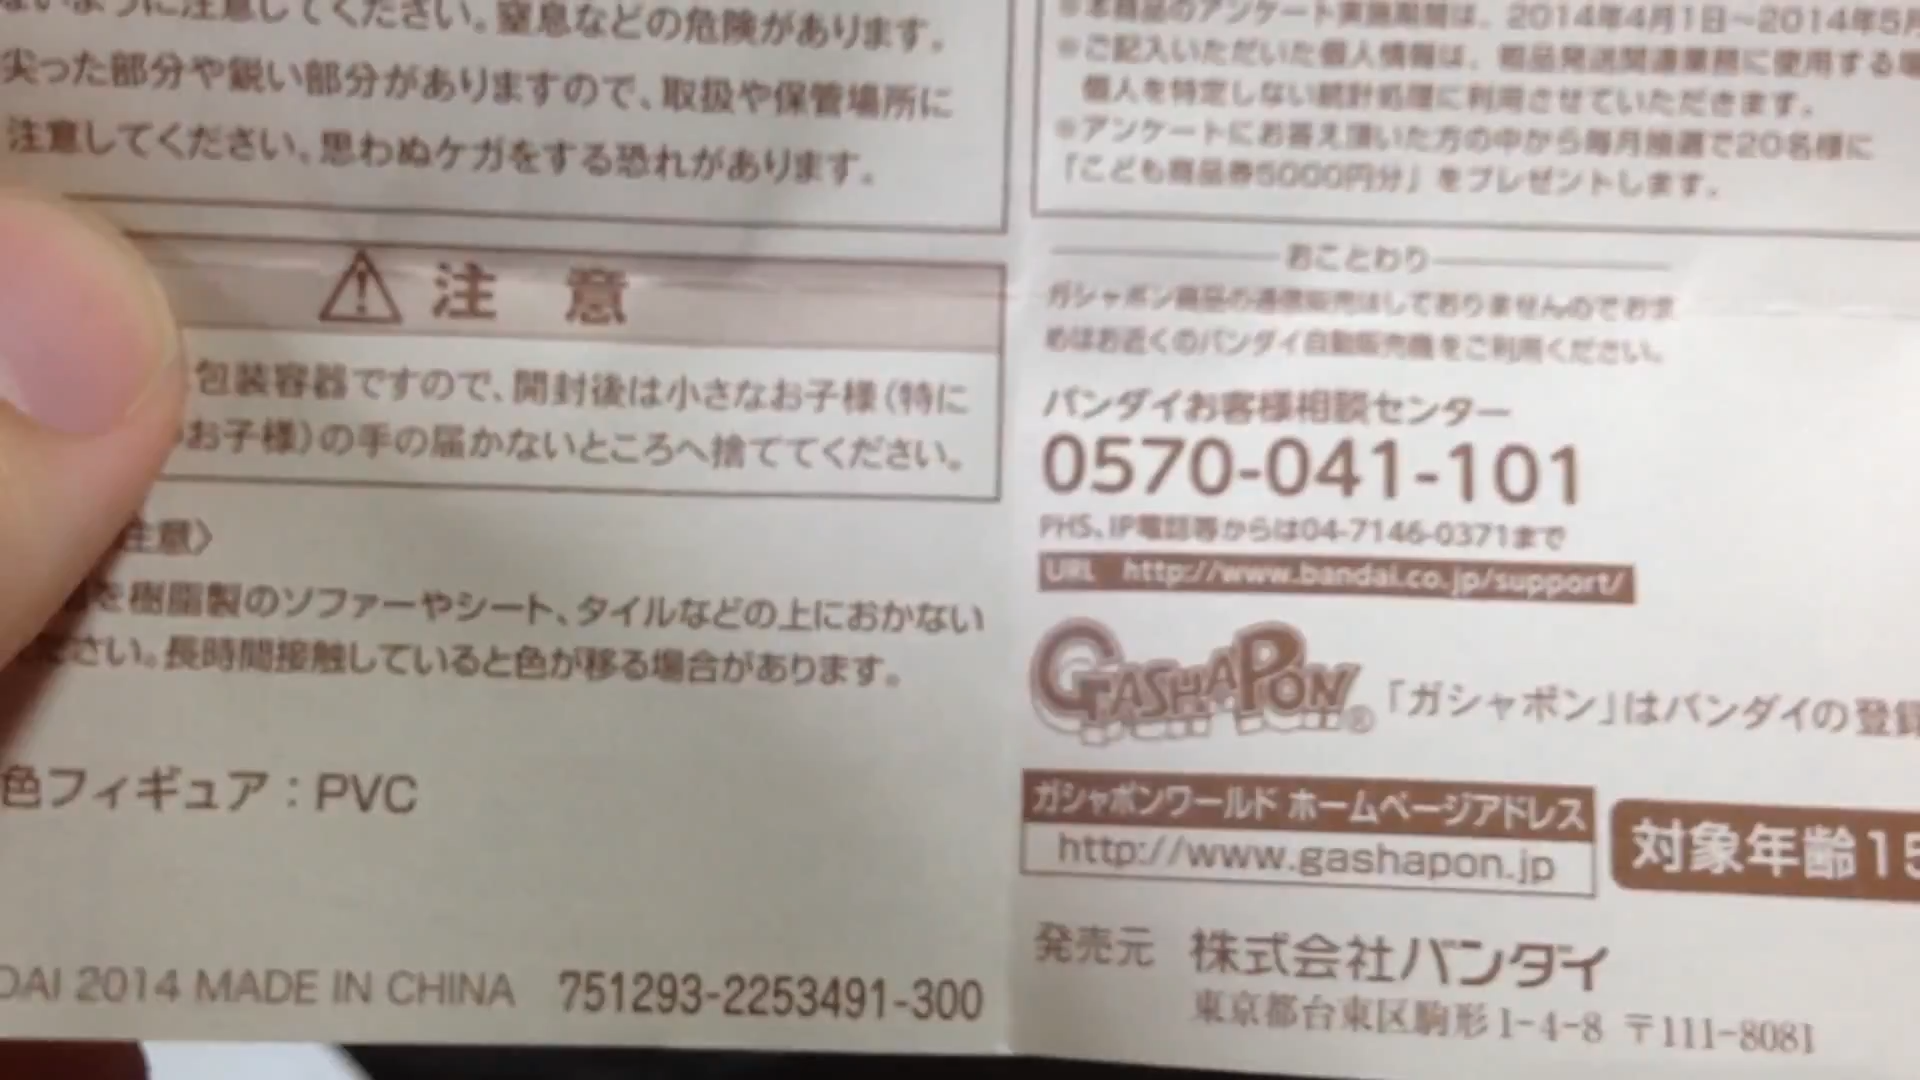 ないように注意してください。窒息などの危険があります。
尖った部分や鋭い部分がありますので、取扱や保管場所に
注意してください、思わぬケガをする恐れがあります。
注 意
包装容器ですので、開封後は小さなお子様(特に
お子様)の手の届かないところへ捨ててください。
注意〉
を樹脂製のソファーやシート、タイルなどの上におかない
ださい。長時間接触していると色が移る場合があります。
色フィギュア:PVC
DAI 2014 MADE IN CHINA 751293-2253491-300
※本商品のアンケート実施期間は、2014年4月1日~2014年5月
※ご記入いただいた個人情報は、賞品発送関連業務に使用する場
個人を特定しない統計処理に利用させていただきます。
※アンケートにお答え頂いた方の中から毎月抽選で20名様に
「こども商品券5000円分」をプレゼントします。
おことわり
ガシャポン商品の通信販売はしておりませんのでお求
めはお近くのバンダイ自動販売機をご利用ください。
バンダイお客様相談センター
0570-041-101
PHS、IP電話等からは04-7146-0371まで
URL http://www.bandai.co.jp/support/
GASHAPON® 「ガシャポン」はバンダイの登録
ガシャポンワールド ホームページアドレス
http://www.gashapon.jp
対象年齢15
発売元 株式会社バンダイ
東京都台東区駒形1-4-8 〒111-8081